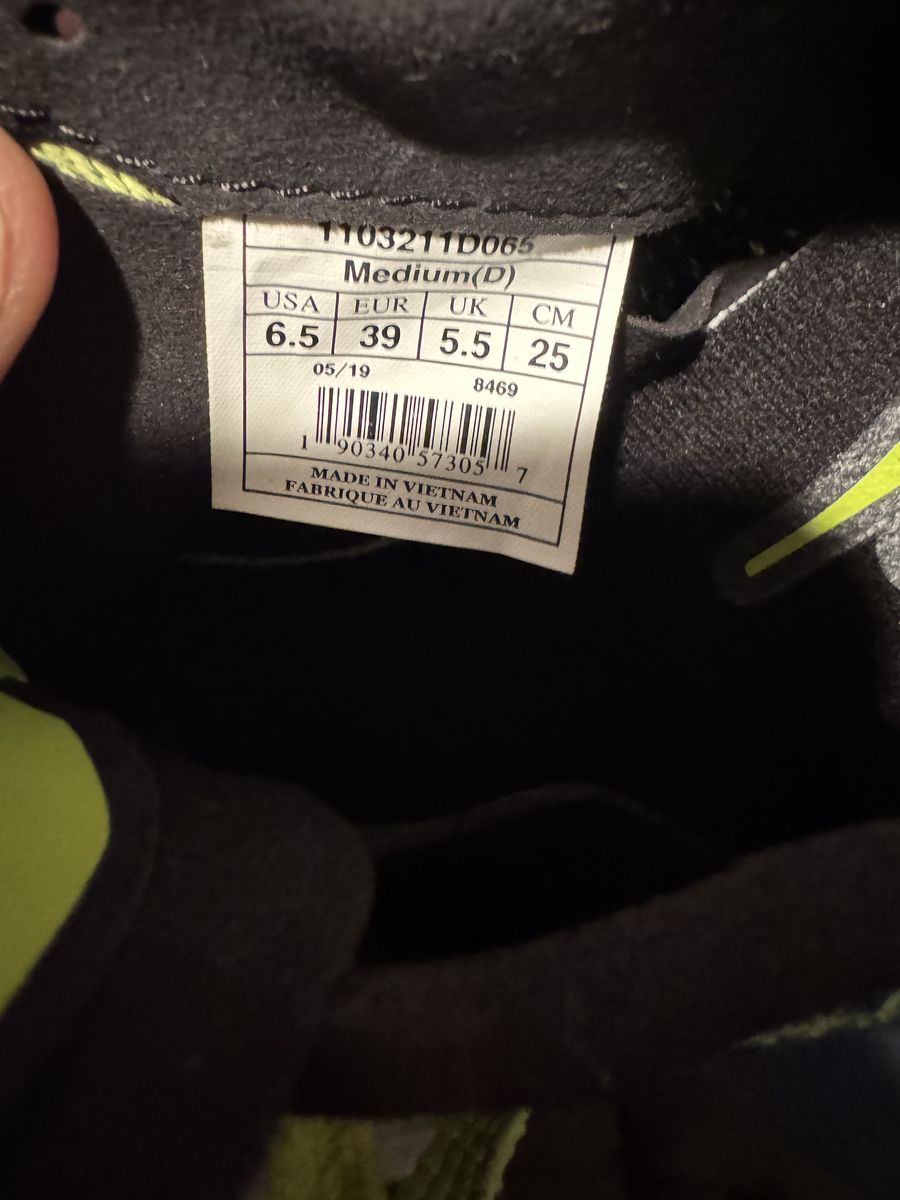 1103211D065
Medium(D)
USA EUR UK CM
6.5 39 5.5 25
05/19 8469
1 90340 57305 7
MADE IN VIETNAM
FABRIQUE AU VIETNAM